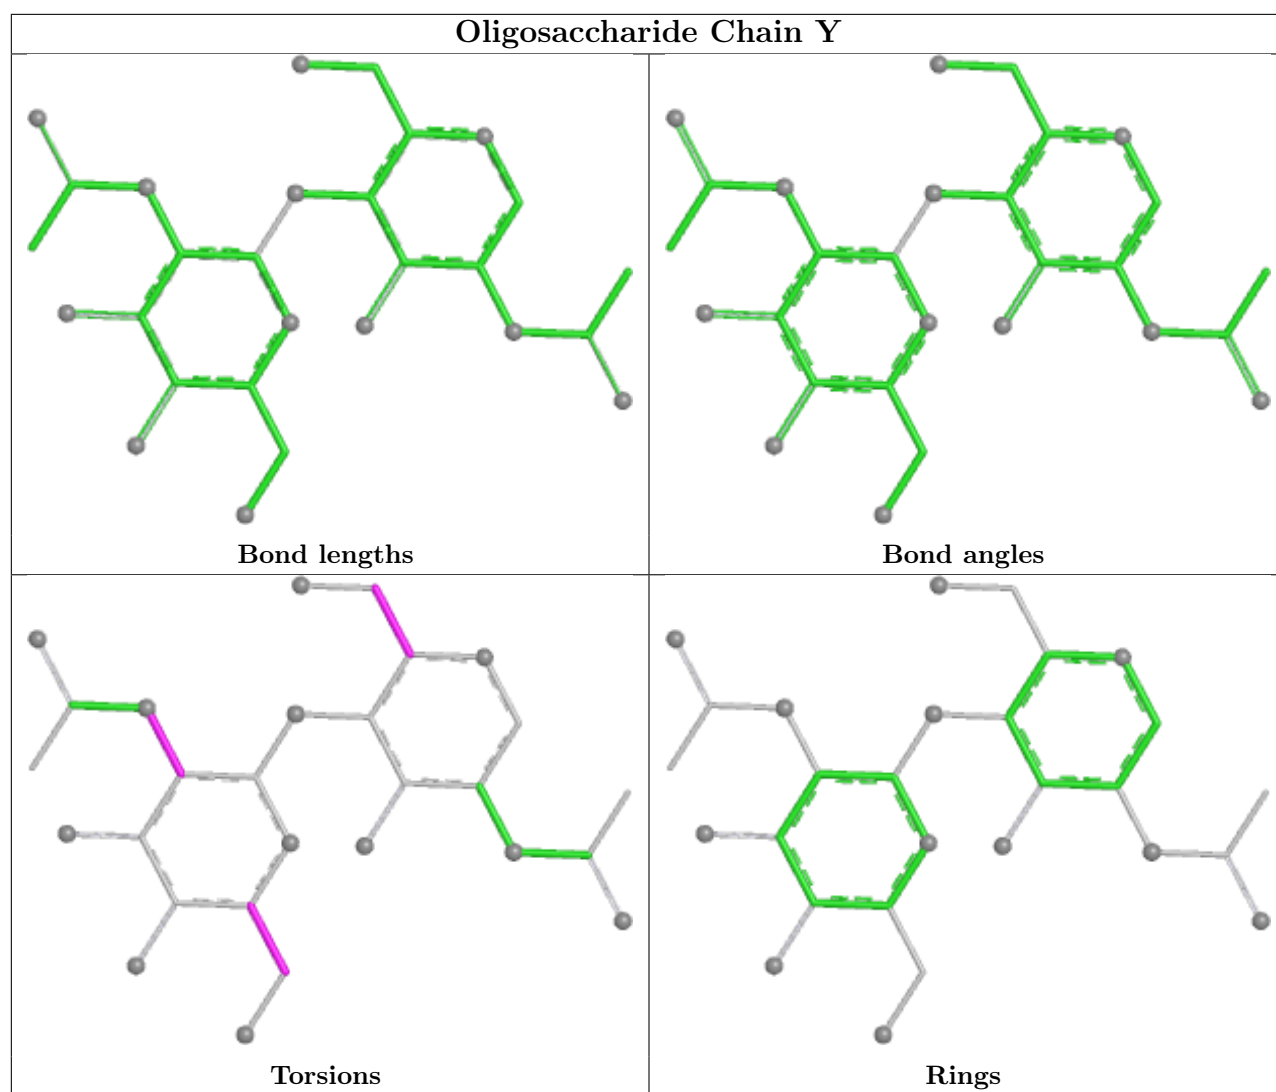 Oligosaccharide Chain Y
Bond lengths
Bond angles
Torsions
Rings